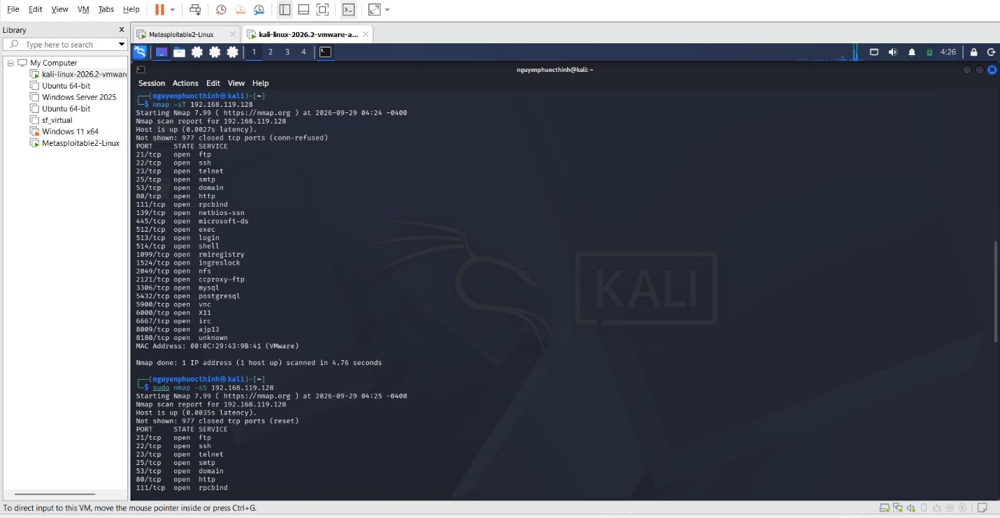 File Edit View VM Tabs Help
Library
Type here to search
My Computer
kali-linux-2026.2-vmware
Ubuntu 64-bit
Windows Server 2025
Ubuntu 64-bit
sf_virtual
Windows 11 x64
Metasploitable2-Linux
Metasploitable2-Linux kali-linux-2026.2-vmware-a...
1 2 3 4 4:26
nguyenphuocthinh@kali: ~
Session Actions Edit View Help
┌──(nguyenphuocthinh㉿kali)-[~]
└─$ nmap -sT 192.168.119.128
Starting Nmap 7.99 ( https://nmap.org ) at 2026-09-29 04:24 -0400
Nmap scan report for 192.168.119.128
Host is up (0.0027s latency).
Not shown: 977 closed tcp ports (conn-refused)
PORT STATE SERVICE
21/tcp open ftp
22/tcp open ssh
23/tcp open telnet
25/tcp open smtp
53/tcp open domain
80/tcp open http
111/tcp open rpcbind
139/tcp open netbios-ssn
445/tcp open microsoft-ds
512/tcp open exec
513/tcp open login
514/tcp open shell
1099/tcp open rmiregistry
1524/tcp open ingreslock
2049/tcp open nfs
2121/tcp open ccproxy-ftp
3306/tcp open mysql
5432/tcp open postgresql
5900/tcp open vnc
6000/tcp open X11
6667/tcp open irc
8009/tcp open ajp13
8180/tcp open unknown
MAC Address: 00:0C:29:43:9B:41 (VMware)
Nmap done: 1 IP address (1 host up) scanned in 4.76 seconds
┌──(nguyenphuocthinh㉿kali)-[~]
└─$ sudo nmap -sS 192.168.119.128
Starting Nmap 7.99 ( https://nmap.org ) at 2026-09-29 04:25 -0400
Nmap scan report for 192.168.119.128
Host is up (0.0035s latency).
Not shown: 977 closed tcp ports (reset)
PORT STATE SERVICE
21/tcp open ftp
22/tcp open ssh
23/tcp open telnet
25/tcp open smtp
53/tcp open domain
80/tcp open http
111/tcp open rpcbind
KALI
To direct input to this VM, move the mouse pointer inside or press Ctrl+G.